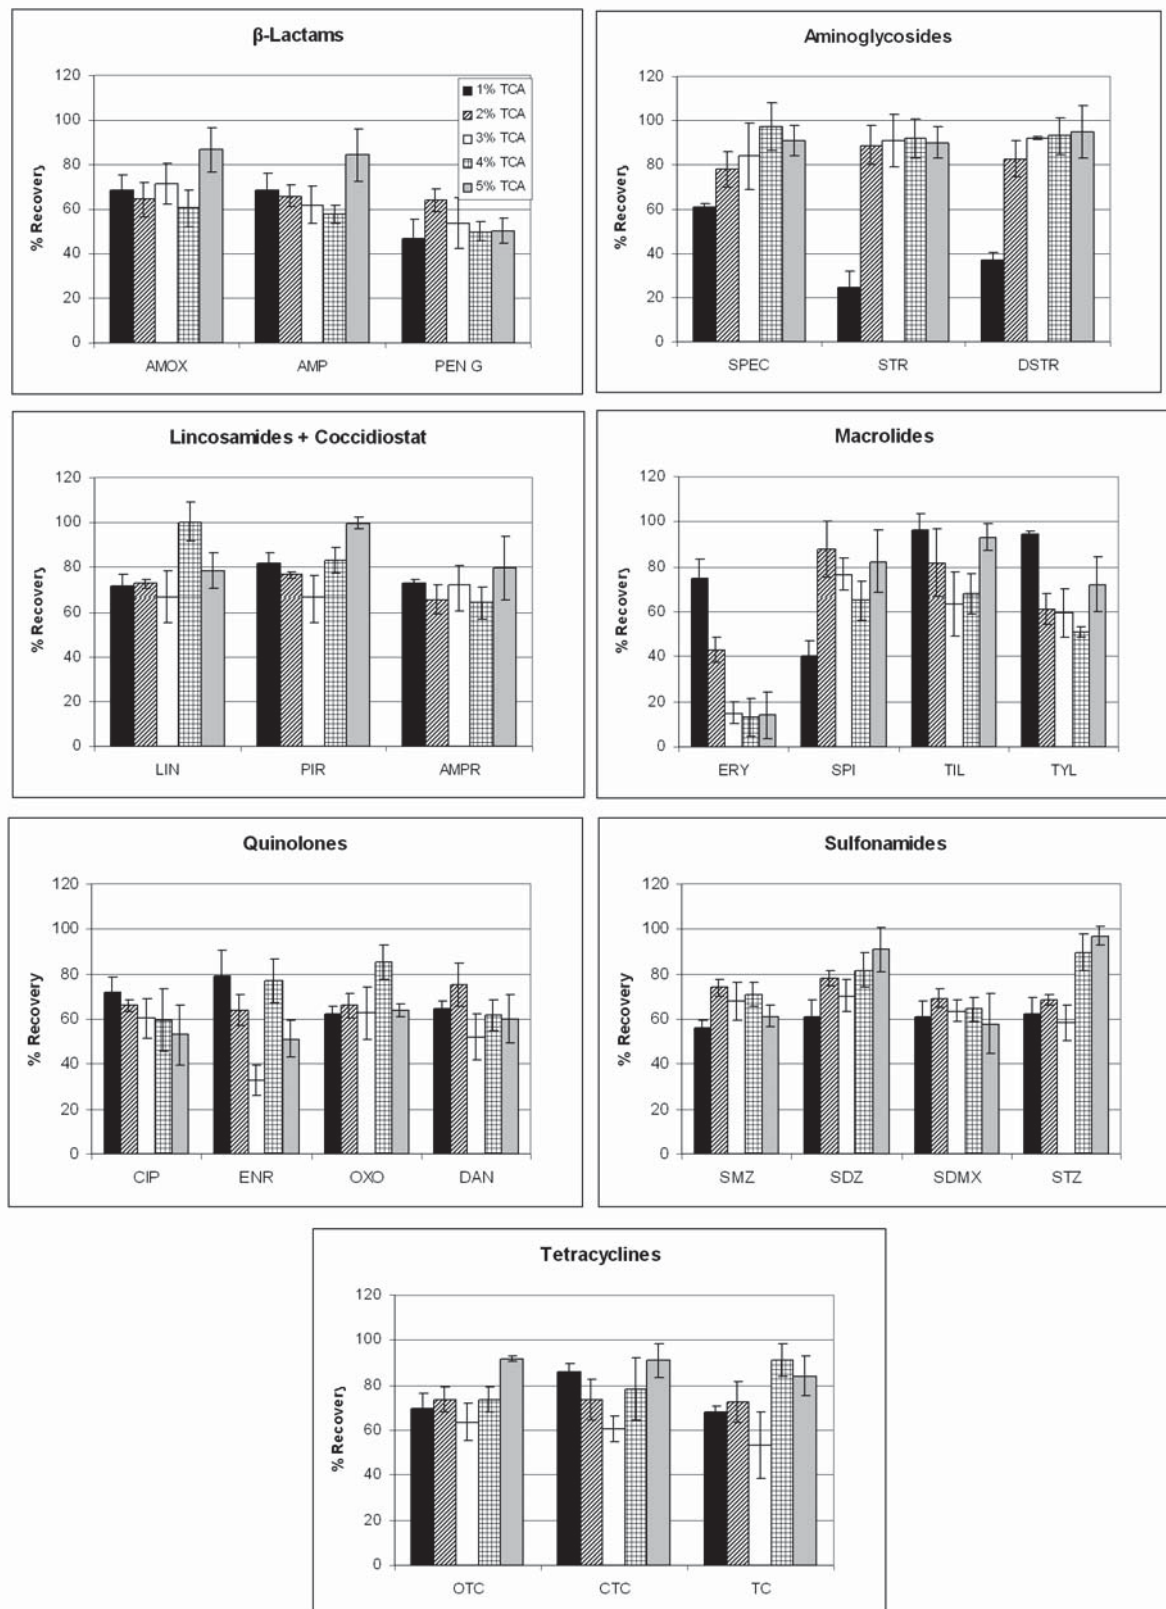 β-Lactams
% Recovery
120
100
80
60
40
20
0
1% TCA
2% TCA
3% TCA
4% TCA
5% TCA
AMOX AMP PEN G
Aminoglycosides
% Recovery
120
100
80
60
40
20
0
SPEC STR DSTR
Lincosamides + Coccidiostat
% Recovery
120
100
80
60
40
20
0
LIN PIR AMPR
Macrolides
% Recovery
120
100
80
60
40
20
0
ERY SPI TIL TYL
Quinolones
% Recovery
120
100
80
60
40
20
0
CIP ENR OXO DAN
Sulfonamides
% Recovery
120
100
80
60
40
20
0
SMZ SDZ SDMX STZ
Tetracyclines
% Recovery
120
100
80
60
40
20
0
OTC CTC TC